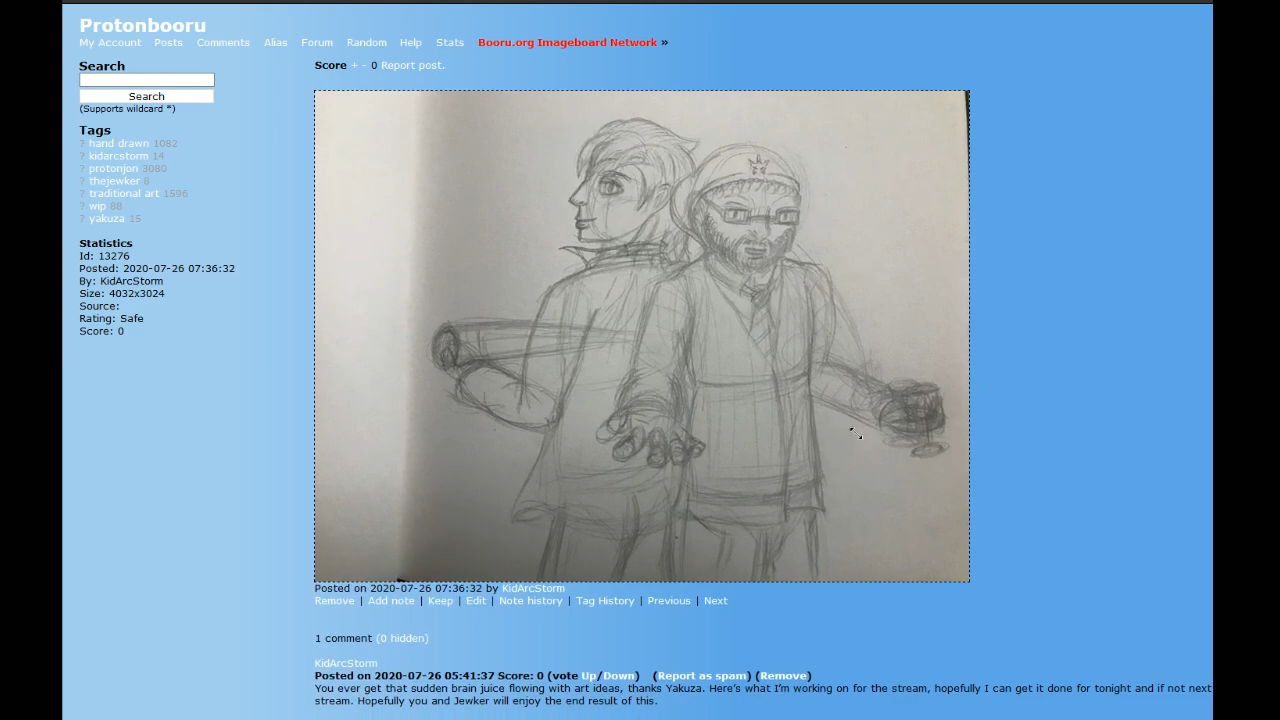 Protonbooru
My Account Posts Comments Alias Forum Random Help Stats Booru.org Imageboard Network »
Search
Search
(Supports wildcard *)
Tags
? hand drawn 1082
? kidarcstorm 14
? protonjon 3080
? thejewker 8
? traditional art 1596
? wip 88
? yakuza 15
Statistics
Id: 13276
Posted: 2020-07-26 07:36:32
By: KidArcStorm
Size: 4032x3024
Source:
Rating: Safe
Score: 0
Score + - 0 Report post.
Posted on 2020-07-26 07:36:32 by KidArcStorm
Remove | Add note | Keep | Edit | Note history | Tag History | Previous | Next
1 comment (0 hidden)
KidArcStorm
Posted on 2020-07-26 05:41:37 Score: 0 (vote Up/Down) (Report as spam) (Remove)
You ever get that sudden brain juice flowing with art ideas, thanks Yakuza. Here's what I'm working on for the stream, hopefully I can get it done for tonight and if not next
stream. Hopefully you and Jewker will enjoy the end result of this.